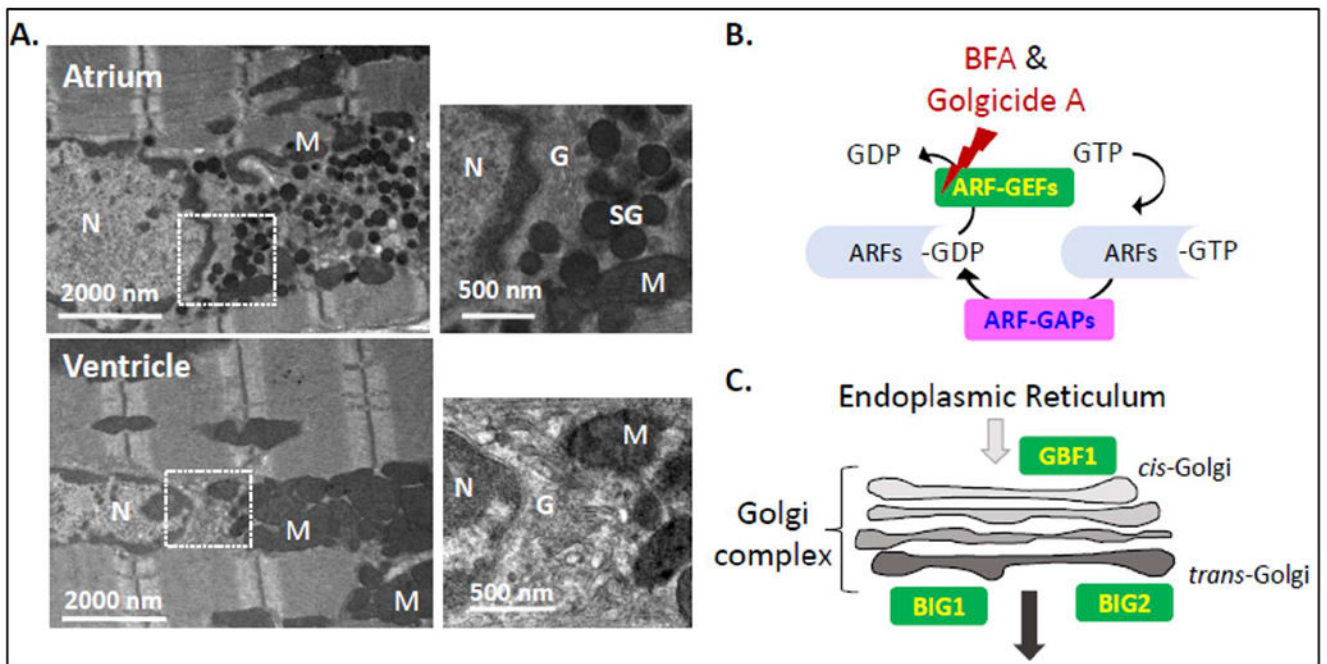 A.
Atrium
M
N
2000 nm
N
G
SG
M
500 nm
Ventricle
N
M
M
2000 nm
M
N
G
500 nm
B.
BFA &
Golgicide A
GDP
GTP
ARF-GEFs
ARFs -GDP
ARFs -GTP
ARF-GAPs
C.
Endoplasmic Reticulum
GBF1
cis-Golgi
Golgi
complex
trans-Golgi
BIG1
BIG2